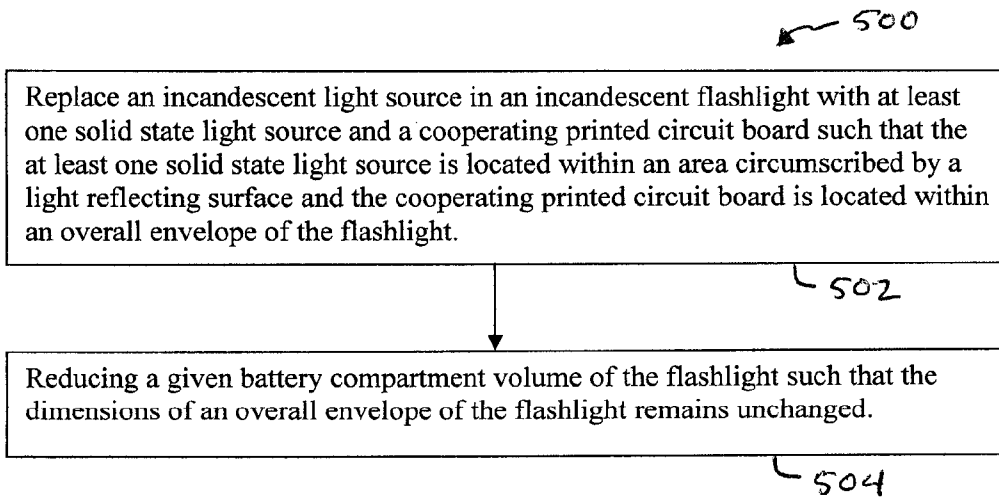 500
Replace an incandescent light source in an incandescent flashlight with at least
one solid state light source and a cooperating printed circuit board such that the
at least one solid state light source is located within an area circumscribed by a
light reflecting surface and the cooperating printed circuit board is located within
an overall envelope of the flashlight.
502
Reducing a given battery compartment volume of the flashlight such that the
dimensions of an overall envelope of the flashlight remains unchanged.
504